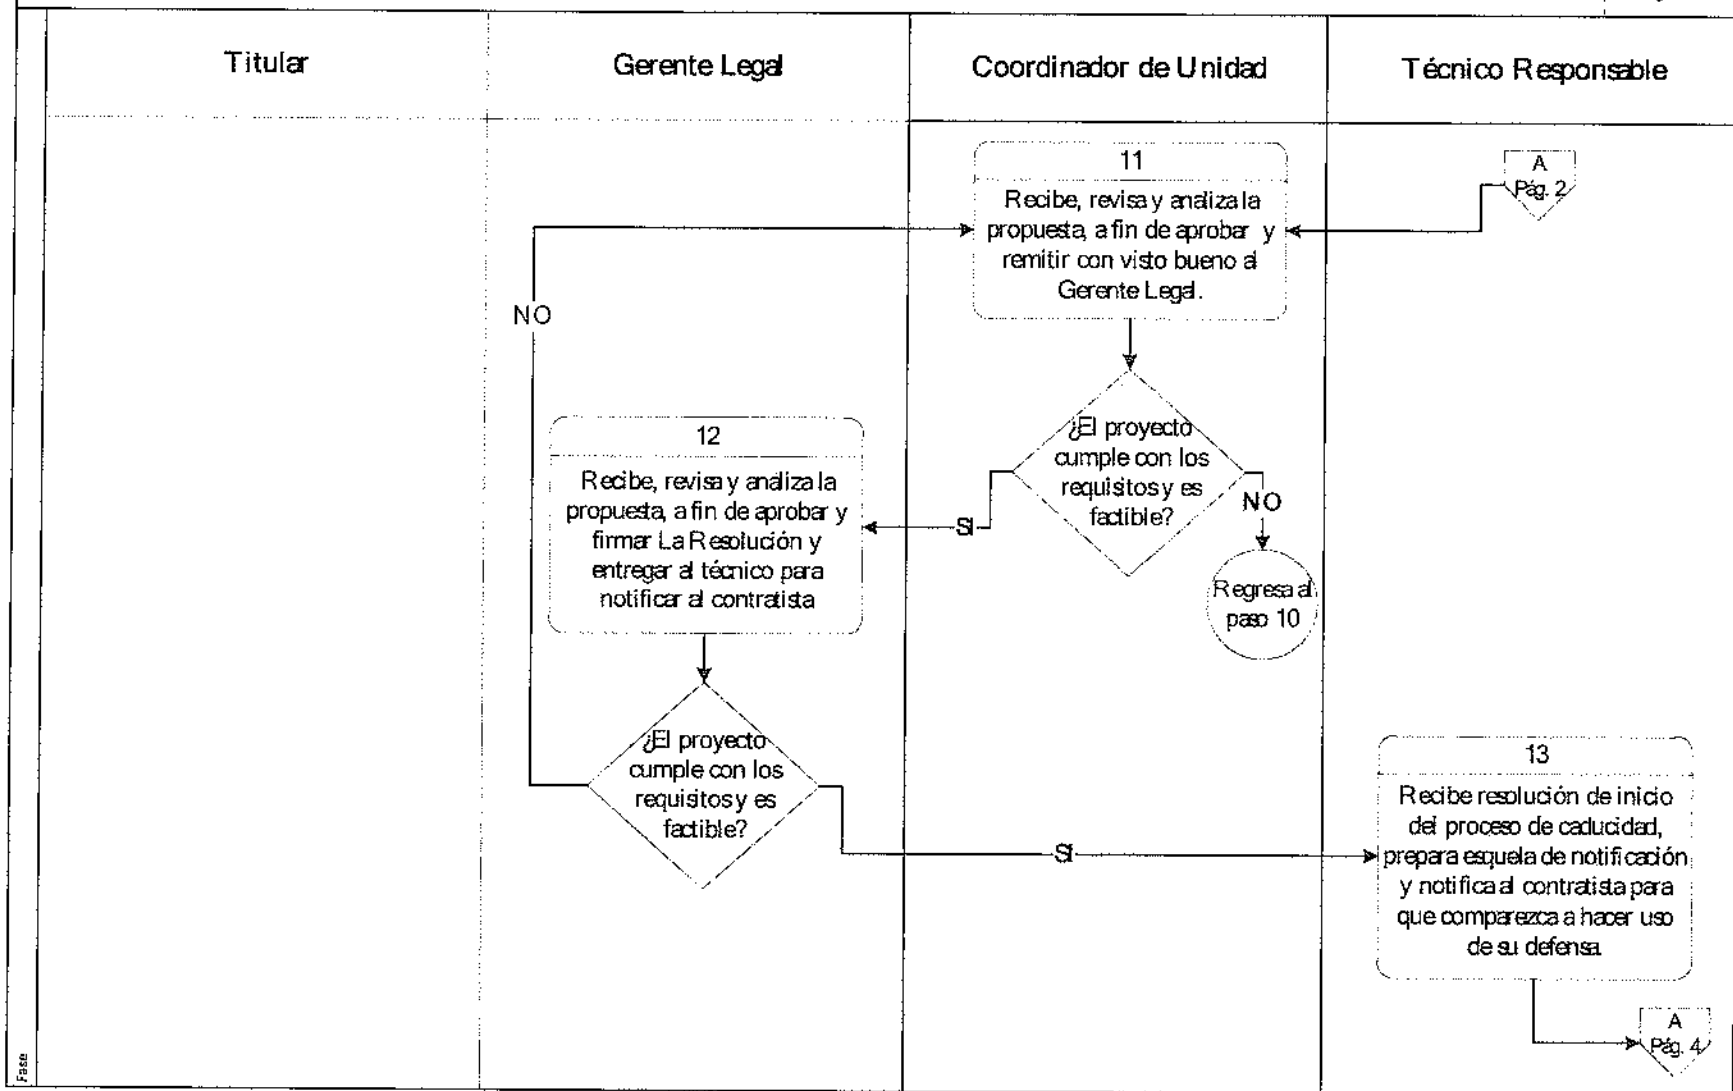 Titular
Gerente Legal
Coordinador de Unidad
Técnico Responsable
A
Pág. 2
11
Recibe, revisa y analiza la
propuesta, a fin de aprobar y
remitir con visto bueno al
Gerente Legal.
NO
¿El proyecto
cumple con los
requisitos y es
factible?
NO
SI
Regresa al
paso 10
12
Recibe, revisa y analiza la
propuesta, a fin de aprobar y
firmar La Resolución y
entregar al técnico para
notificar al contratista
¿El proyecto
cumple con los
requisitos y es
factible?
SI
13
Recibe resolución de inicio
del proceso de caducidad,
prepara esquela de notificación
y notifica al contratista para
que comparezca a hacer uso
de su defensa
A
Pág. 4
Fase